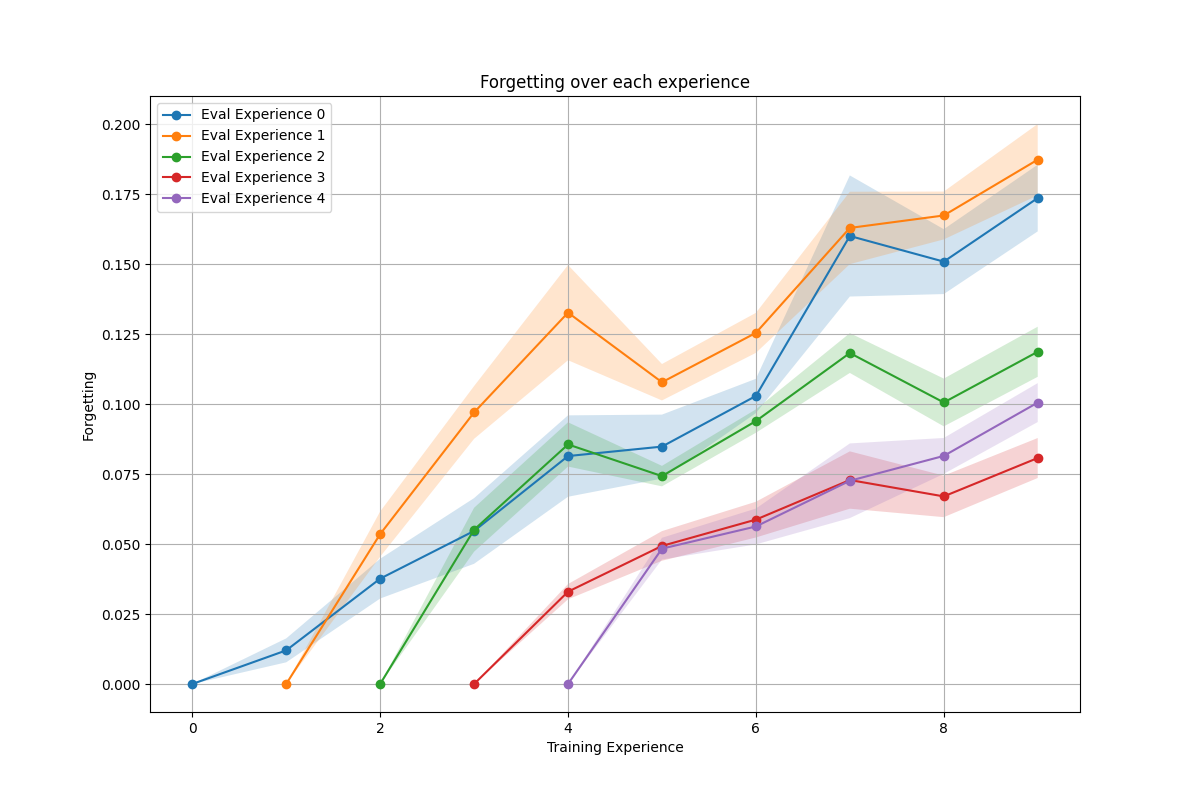 Forgetting over each experience
Eval Experience 0
Eval Experience 1
Eval Experience 2
Eval Experience 3
Eval Experience 4
0.200
0.175
0.150
0.125
0.100
0.075
0.050
0.025
0.000
Forgetting
0 2 4 6 8
Training Experience